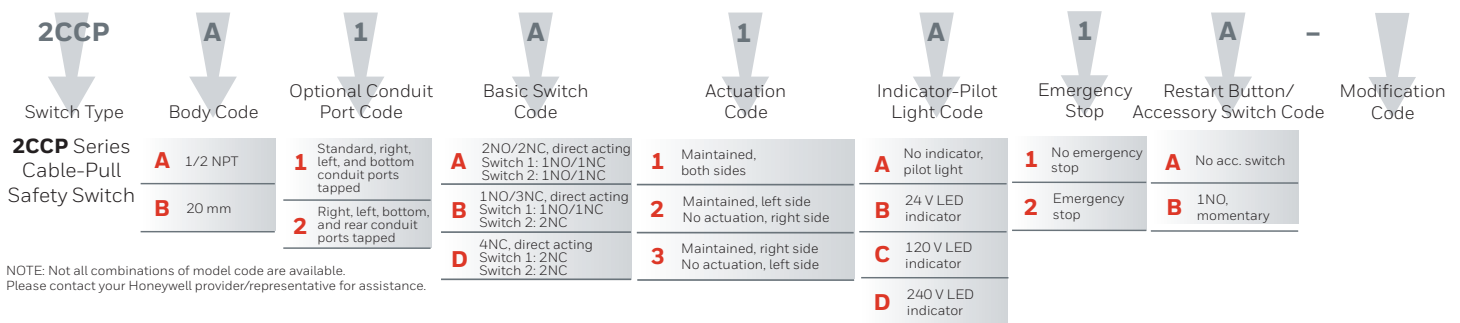 2CCP A 1 A 1 A 1 A –
Switch Type
Body Code
Optional Conduit
Port Code
Basic Switch
Code
Actuation
Code
Indicator-Pilot
Light Code
Emergency
Stop
Restart Button/
Accessory Switch Code
Modification
Code
2CCP Series
Cable-Pull
Safety Switch
A 1/2 NPT
B 20 mm
1 Standard, right,
left, and bottom
conduit ports
tapped
2 Right, left, bottom,
and rear conduit
ports tapped
A 2NO/2NC, direct acting
Switch 1: 1NO/1NC
Switch 2: 1NO/1NC
B 1NO/3NC, direct acting
Switch 1: 1NO/1NC
Switch 2: 2NC
D 4NC, direct acting
Switch 1: 2NC
Switch 2: 2NC
1 Maintained,
both sides
2 Maintained, left side
No actuation, right side
3 Maintained, right side
No actuation, left side
A No indicator,
pilot light
B 24 V LED
indicator
C 120 V LED
indicator
D 240 V LED
indicator
1 No emergency
stop
2 Emergency
stop
A No acc. switch
B 1NO,
momentary
NOTE: Not all combinations of model code are available.
Please contact your Honeywell provider/representative for assistance.